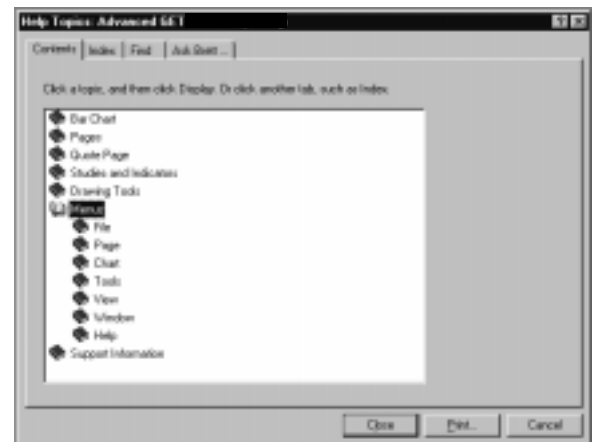 Help Topics: Advanced GET
Contents Index Find Ask Brett ...
Click a topic, and then click Display. Or click another tab, such as Index.
Bar Chart
Pages
Quote Page
Studies and Indicators
Drawing Tools
Menus
File
Page
Chart
Tools
View
Window
Help
Support Information
Close Print... Cancel